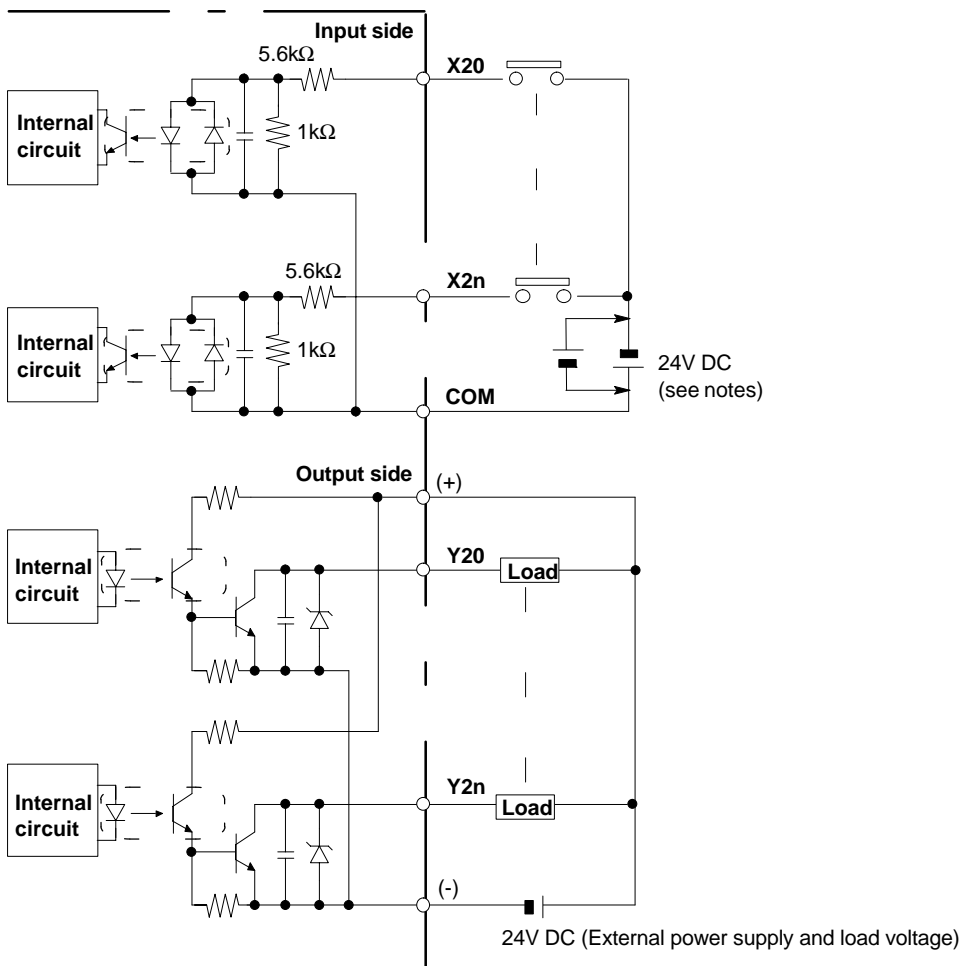 Input side
5.6kΩ
X20
Internal
circuit
1kΩ
5.6kΩ
X2n
Internal
circuit
1kΩ
24V DC
(see notes)
COM
Output side
(+)
Internal
circuit
Y20
Load
Internal
circuit
Y2n
Load
(-)
24V DC (External power supply and load voltage)